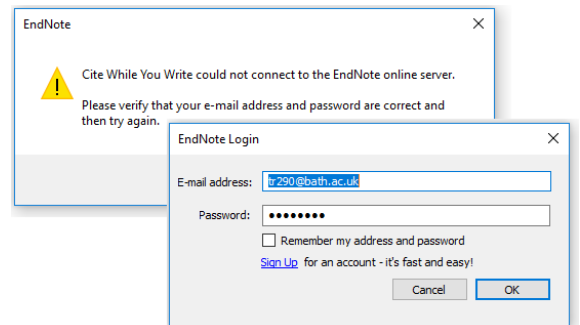 EndNote
Cite While You Write could not connect to the EndNote online server.
Please verify that your e-mail address and password are correct and
then try again.
EndNote Login
E-mail address: tr290@bath.ac.uk
Password: ••••••••
Remember my address and password
Sign Up for an account - it's fast and easy!
Cancel OK